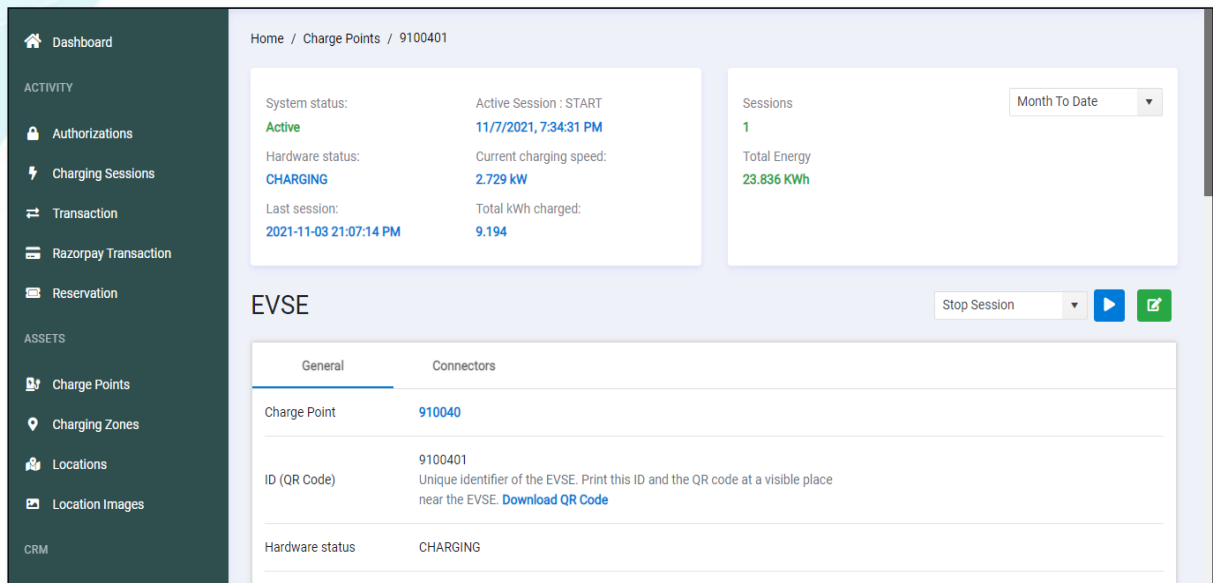 Dashboard
ACTIVITY
Authorizations
Charging Sessions
Transaction
Razorpay Transaction
Reservation
ASSETS
Charge Points
Charging Zones
Locations
Location Images
CRM
Home / Charge Points / 9100401
System status:
Active
Hardware status:
CHARGING
Last session:
2021-11-03 21:07:14 PM
Active Session : START
11/7/2021, 7:34:31 PM
Current charging speed:
2.729 kW
Total kWh charged:
9.194
Sessions
1
Total Energy
23.836 KWh
Month To Date
EVSE
Stop Session
General Connectors
Charge Point 910040
ID (QR Code)
9100401
Unique identifier of the EVSE. Print this ID and the QR code at a visible place
near the EVSE. Download QR Code
Hardware status CHARGING